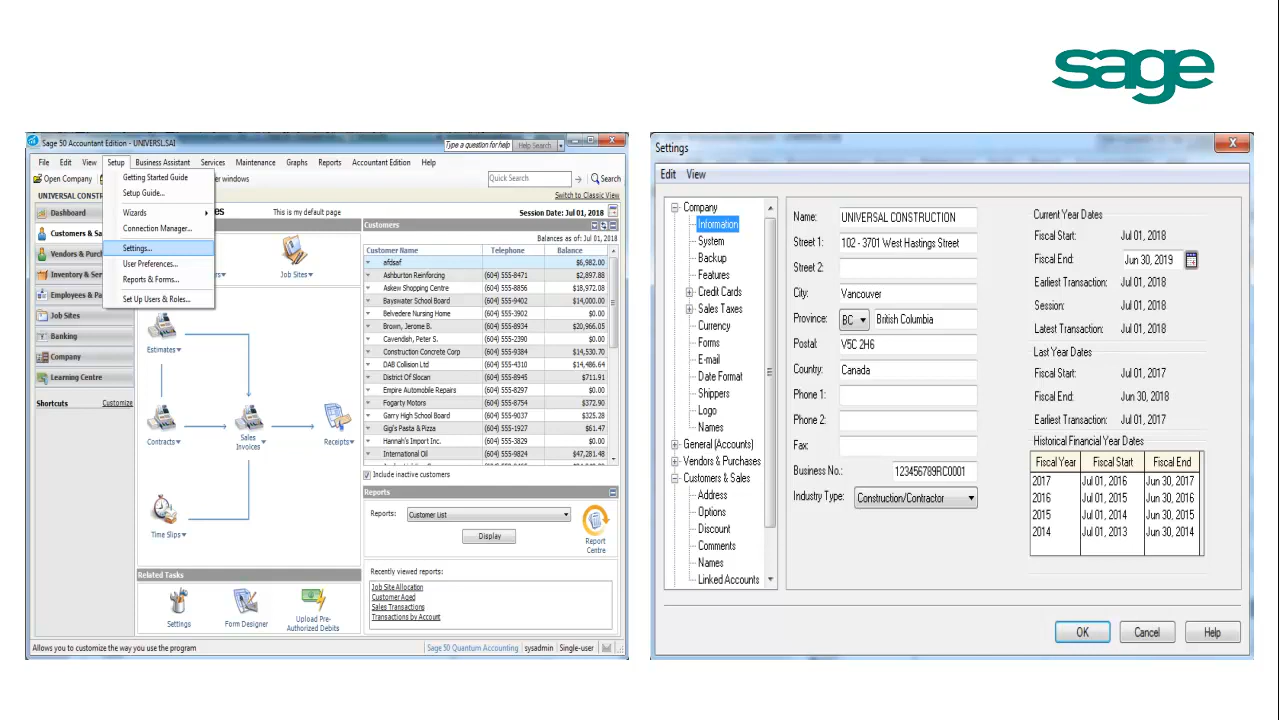 sage
Sage 50 Accountant Edition - UNIVERSL.SAI
Type a question for help Help Search
File Edit View Setup Business Assistant Services Maintenance Graphs Reports Accountant Edition Help
Open Company
er windows
Quick Search
Search
UNIVERSAL CONSTR
Switch to Classic View
Getting Started Guide
Setup Guide...
Wizards
Connection Manager...
Settings...
User Preferences...
Reports & Forms...
Set Up Users & Roles...
Dashboard
Customers & Sa
Vendors & Purcha
Inventory & Ser
Employees & Pa
Job Sites
Banking
Company
Learning Centre
Shortcuts Customize
This is my default page
Session Date: Jul 01, 2018
Job Sites
Estimates
Contracts
Sales
Invoices
Receipts
Time Slips
Related Tasks
Settings
Form Designer
Upload Pre-
Authorized Debits
Customers
Balances as of: Jul 01, 2018
Customer Name Telephone Balance
afdsaf $6,982.00
Ashburton Reinforcing (604) 555-8471 $2,897.88
Askew Shopping Centre (604) 555-8856 $18,972.08
Bayswater School Board (604) 555-9402 $14,000.00
Belvedere Nursing Home (604) 555-3902 $0.00
Brown, Jerome B. (604) 555-8934 $20,966.05
Cavendish, Peter S. (604) 555-2390 $0.00
Construction Concrete Corp (604) 555-9384 $14,530.70
DAB Collision Ltd (604) 555-4310 $14,486.64
District Of Slocan (604) 555-8945 $711.91
Empire Automobile Repairs (604) 555-8297 $0.00
Fogarty Motors (604) 555-8754 $372.90
Garry High School Board (604) 555-9037 $325.28
Gigi's Pasta & Pizza (604) 555-1927 $61.47
Hannah's Import Inc. (604) 555-3829 $0.00
International Oil (604) 555-9824 $47,281.48
Include inactive customers
Reports
Reports: Customer List
Display
Report
Centre
Recently viewed reports:
Job Site Allocation
Customer Aged
Sales Transactions
Transactions by Account
Allows you to customize the way you use the program
Sage 50 Quantum Accounting sysadmin Single-user
Settings
Edit View
Company
Information
System
Backup
Features
Credit Cards
Sales Taxes
Currency
Forms
E-mail
Date Format
Shippers
Logo
Names
General (Accounts)
Vendors & Purchases
Customers & Sales
Address
Options
Discount
Comments
Names
Linked Accounts
Name: UNIVERSAL CONSTRUCTION
Street 1: 102 - 3701 West Hastings Street
Street 2:
City: Vancouver
Province: BC British Columbia
Postal: V5C 2H6
Country: Canada
Phone 1:
Phone 2:
Fax:
Business No.: 123456789RC0001
Industry Type: Construction/Contractor
Current Year Dates
Fiscal Start: Jul 01, 2018
Fiscal End: Jun 30, 2019
Earliest Transaction: Jul 01, 2018
Session: Jul 01, 2018
Latest Transaction: Jul 01, 2018
Last Year Dates
Fiscal Start: Jul 01, 2017
Fiscal End: Jun 30, 2018
Earliest Transaction: Jul 01, 2017
Historical Financial Year Dates
Fiscal Year Fiscal Start Fiscal End
2017 Jul 01, 2016 Jun 30, 2017
2016 Jul 01, 2015 Jun 30, 2016
2015 Jul 01, 2014 Jun 30, 2015
2014 Jul 01, 2013 Jun 30, 2014
OK Cancel Help